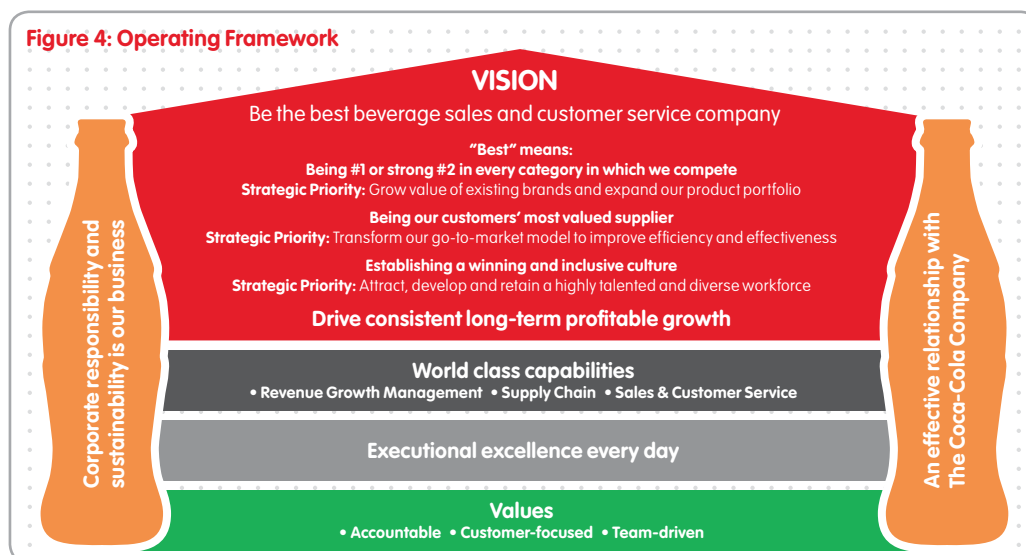 Figure 4: Operating Framework
VISION
Be the best beverage sales and customer service company
"Best" means:
Being #1 or strong #2 in every category in which we compete
Strategic Priority: Grow value of existing brands and expand our product portfolio
Being our customers' most valued supplier
Strategic Priority: Transform our go-to-market model to improve efficiency and effectiveness
Establishing a winning and inclusive culture
Strategic Priority: Attract, develop and retain a highly talented and diverse workforce
Drive consistent long-term profitable growth
Corporate responsibility and
sustainability is our business
An effective relationship with
The Coca-Cola Company
World class capabilities
• Revenue Growth Management • Supply Chain • Sales & Customer Service
Executional excellence every day
Values
• Accountable • Customer-focused • Team-driven